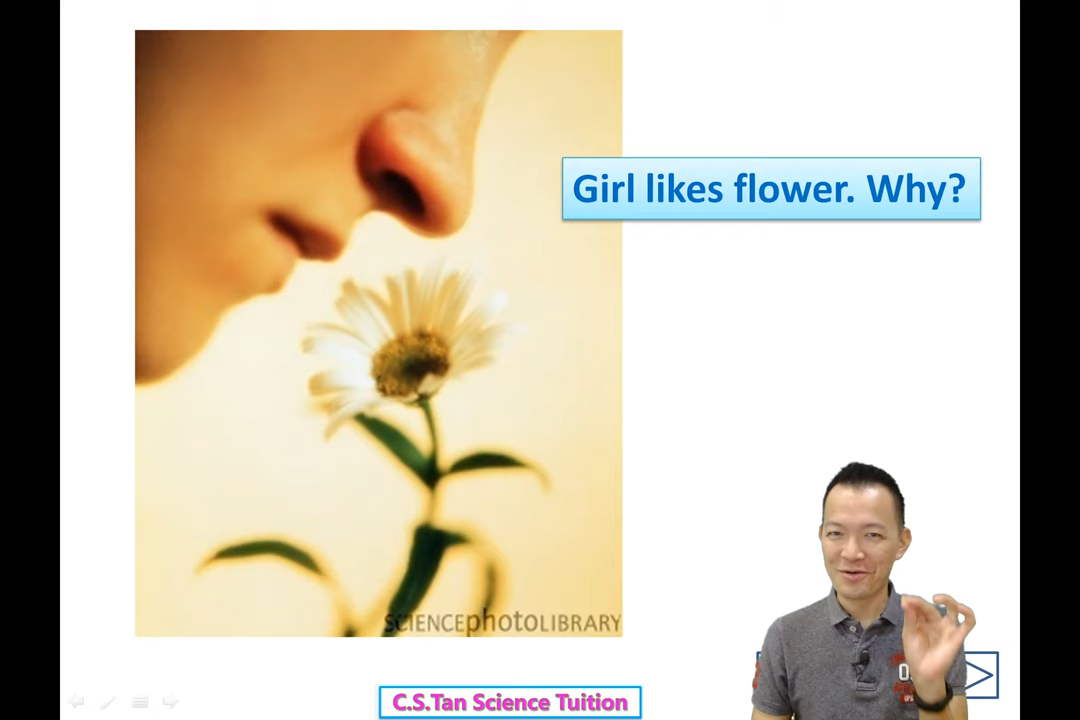 Girl likes flower. Why?
SCIENCEphotoLIBRARY
C.S.Tan Science Tuition